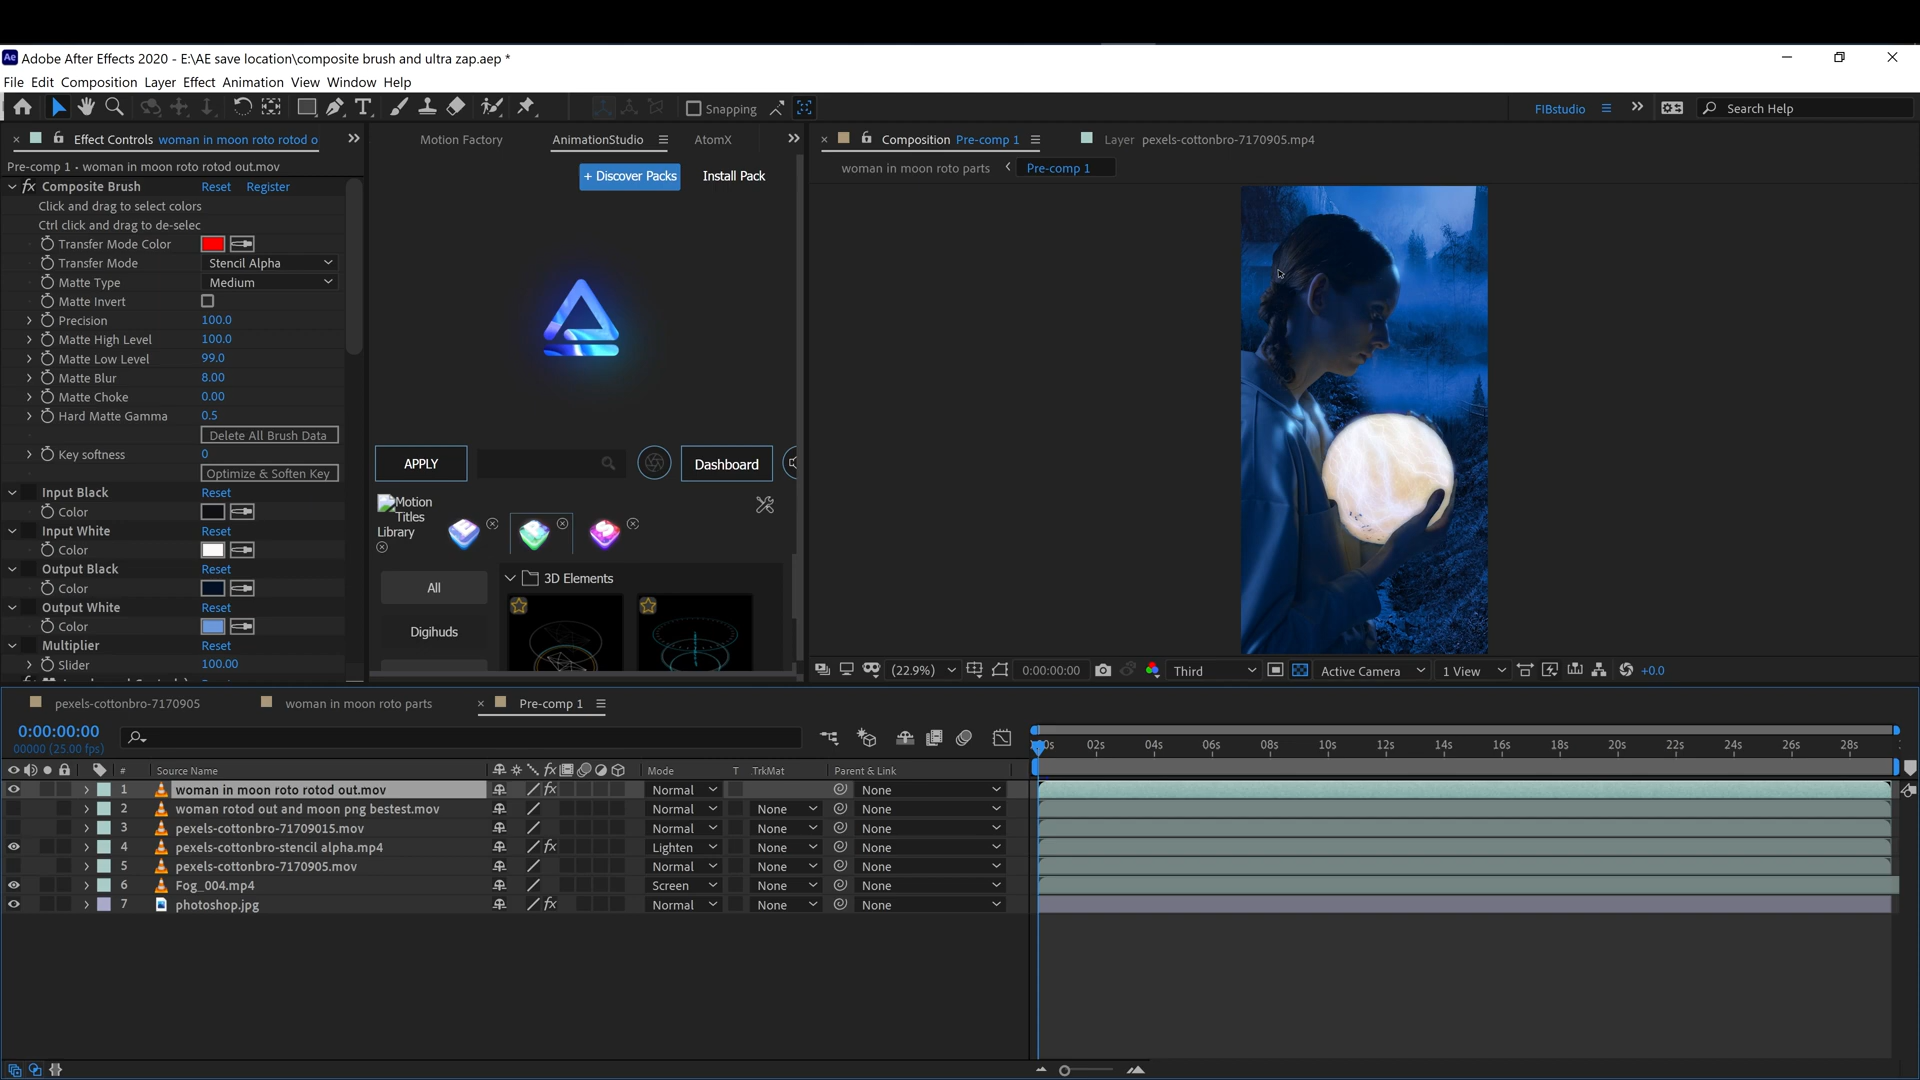 Ae Adobe After Effects 2020 - E:\AE save location\composite brush and ultra zap.aep *
File Edit Composition Layer Effect Animation View Window Help
Snapping
FIBstudio
Search Help
Effect Controls woman in moon roto rotod o
Pre-comp 1 • woman in moon roto rotod out.mov
fx Composite Brush Reset Register
Click and drag to select colors
Ctrl click and drag to de-selec
Transfer Mode Color
Transfer Mode Stencil Alpha
Matte Type Medium
Matte Invert
Precision 100.0
Matte High Level 100.0
Matte Low Level 99.0
Matte Blur 8.00
Matte Choke 0.00
Hard Matte Gamma 0.5
Delete All Brush Data
Key softness 0
Optimize & Soften Key
Input Black Reset
Color
Input White Reset
Color
Output Black Reset
Color
Output White Reset
Color
Multiplier Reset
Slider 100.00
Motion Factory AnimationStudio AtomX
+ Discover Packs Install Pack
APPLY Dashboard
Motion
Titles
Library
All
3D Elements
Digihuds
Composition Pre-comp 1 Layer pexels-cottonbro-7170905.mp4
woman in moon roto parts < Pre-comp 1
(22.9%) 0:00:00:00 Third Active Camera 1 View +0.0
pexels-cottonbro-7170905 woman in moon roto parts × Pre-comp 1
0:00:00:00
00000 (25.00 fps)
02s 04s 06s 08s 10s 12s 14s 16s 18s 20s 22s 24s 26s 28s
# Source Name fx Mode T .TrkMat Parent & Link
1 woman in moon roto rotod out.mov fx Normal None
2 woman rotod out and moon png bestest.mov Normal None None
3 pexels-cottonbro-71709015.mov Normal None None
4 pexels-cottonbro-stencil alpha.mp4 fx Lighten None None
5 pexels-cottonbro-7170905.mov Normal None None
6 Fog_004.mp4 Screen None None
7 photoshop.jpg fx Normal None None